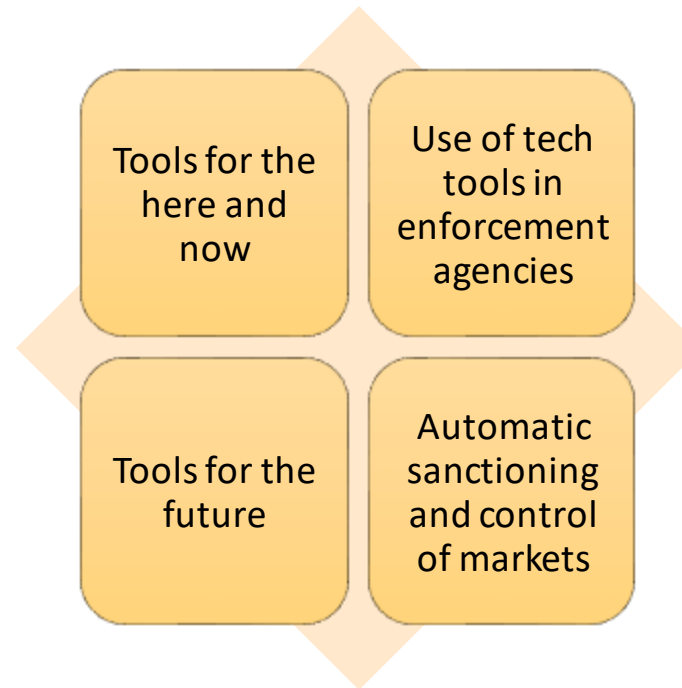 Tools for the
here and
now
Use of tech
tools in
enforcement
agencies
Tools for the
future
Automatic
sanctioning
and control
of markets